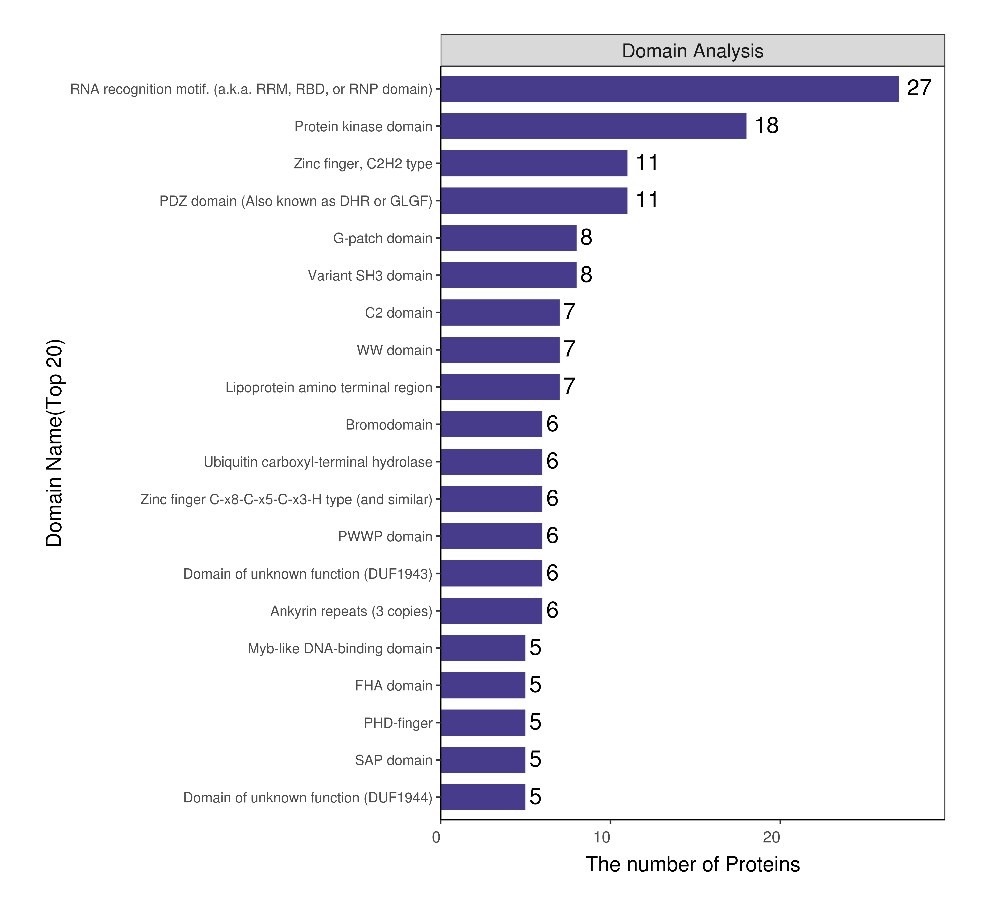 Domain Analysis
RNA recognition motif. (a.k.a. RRM, RBD, or RNP domain) 27
Protein kinase domain 18
Zinc finger, C2H2 type 11
PDZ domain (Also known as DHR or GLGF) 11
G-patch domain 8
Variant SH3 domain 8
C2 domain 7
WW domain 7
Lipoprotein amino terminal region 7
Bromodomain 6
Ubiquitin carboxyl-terminal hydrolase 6
Zinc finger C-x8-C-x5-C-x3-H type (and similar) 6
PWWP domain 6
Domain of unknown function (DUF1943) 6
Ankyrin repeats (3 copies) 6
Myb-like DNA-binding domain 5
FHA domain 5
PHD-finger 5
SAP domain 5
Domain of unknown function (DUF1944) 5
Domain Name(Top 20)
0 10 20
The number of Proteins